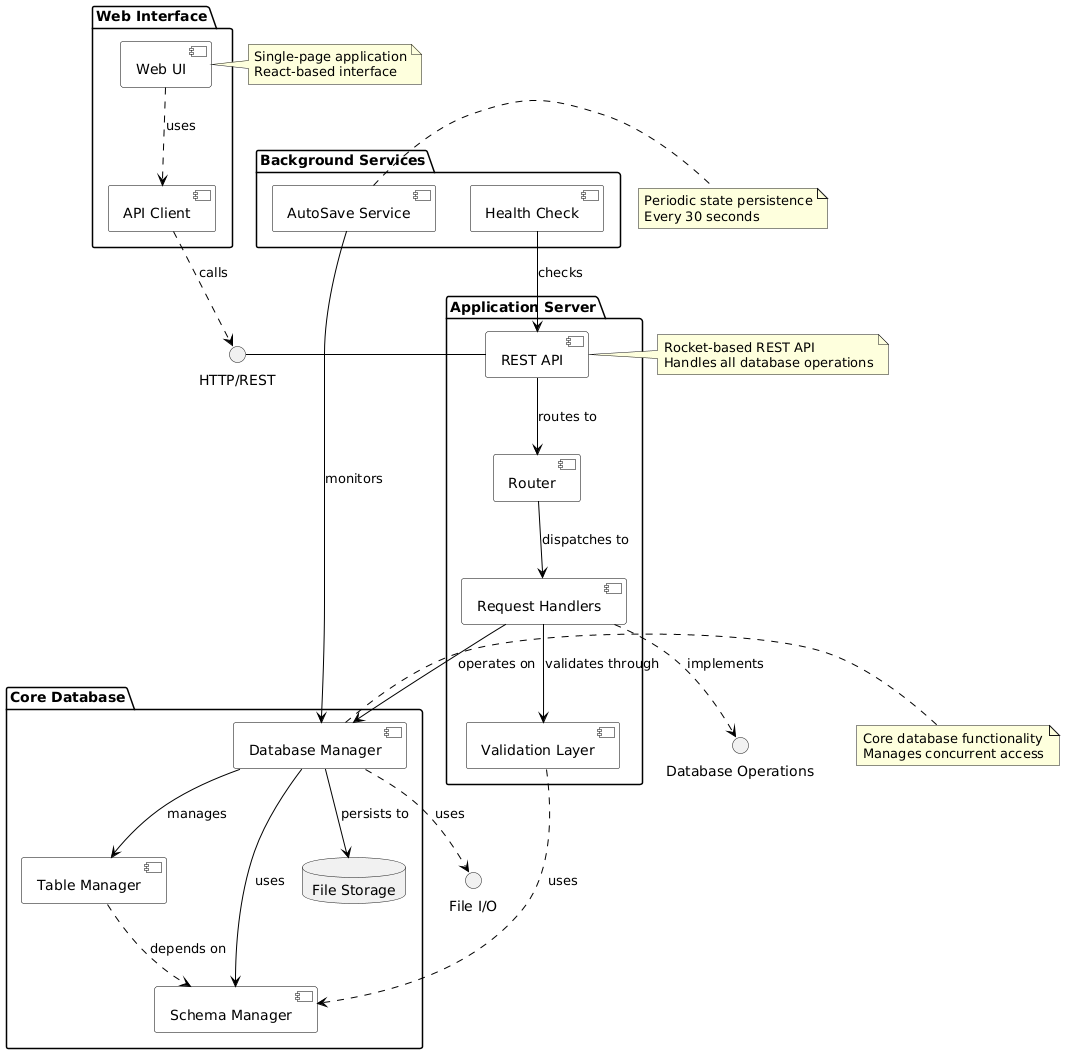 Web Interface
Web UI
Single-page application
React-based interface
uses
Background Services
API Client
AutoSave Service
Health Check
Periodic state persistence
Every 30 seconds
calls
checks
Application Server
REST API
Rocket-based REST API
Handles all database operations
HTTP/REST
routes to
monitors
Router
dispatches to
Request Handlers
operates on
validates through
implements
Core Database
Database Manager
Validation Layer
Database Operations
Core database functionality
Manages concurrent access
manages
persists to
uses
Table Manager
uses
File Storage
uses
File I/O
depends on
Schema Manager